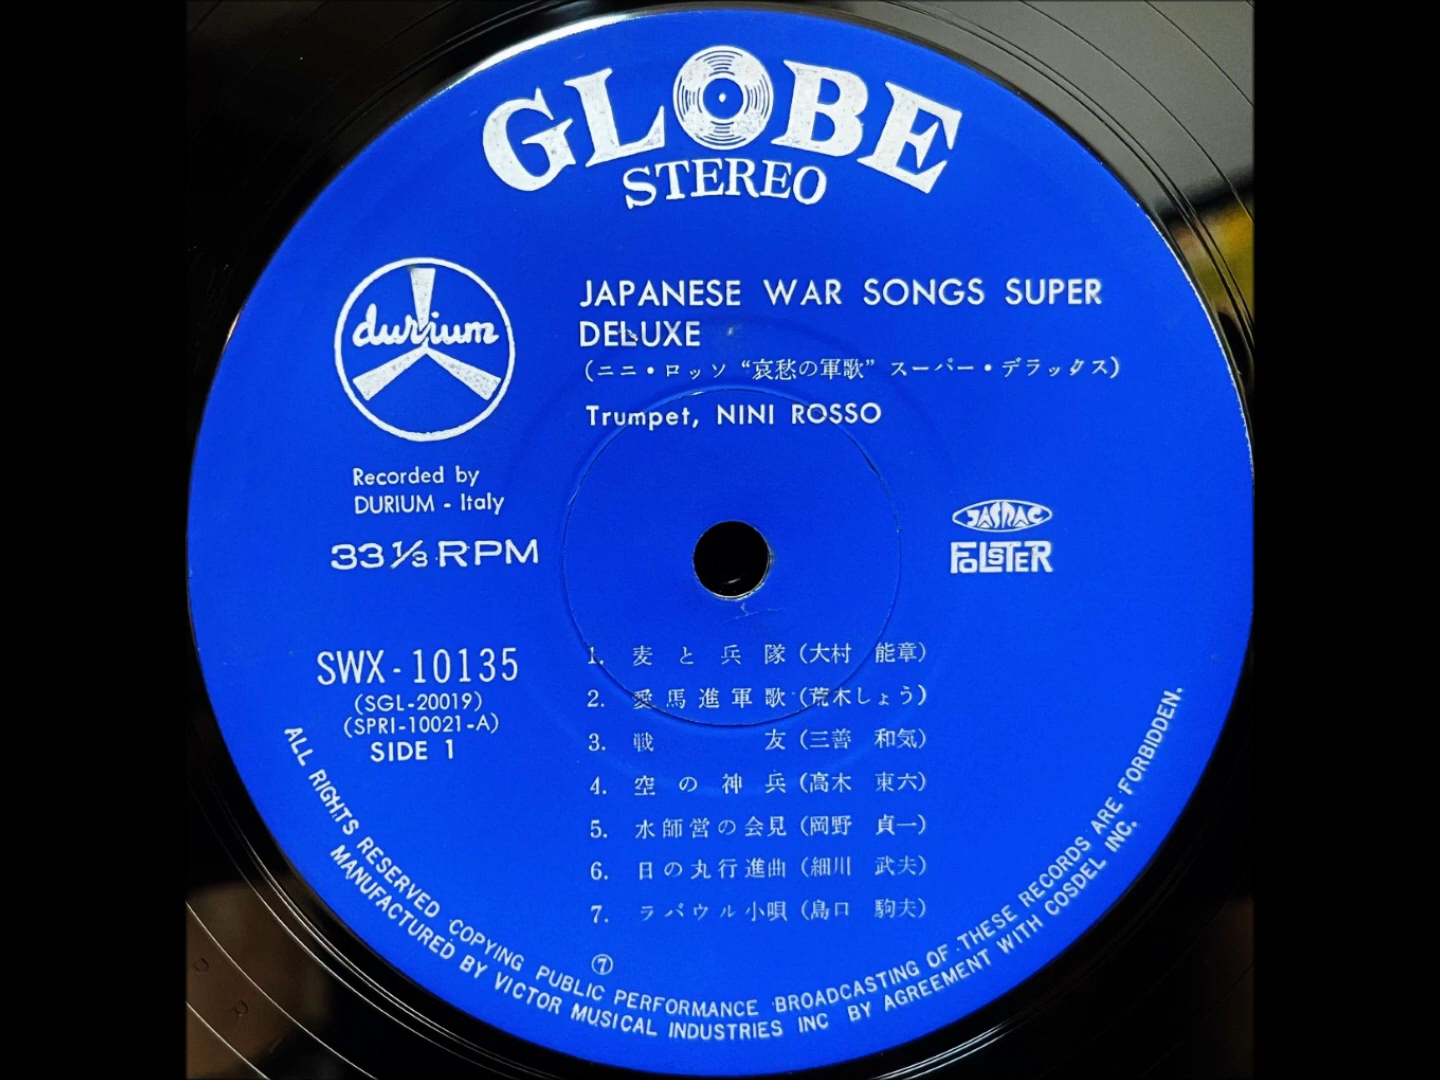 GLOBE
STEREO
durium
JAPANESE WAR SONGS SUPER
DELUXE
(ニニ・ロッソ “哀愁の軍歌” スーパー・デラックス)
Trumpet, NINI ROSSO
Recorded by
DURIUM - Italy
33 1/3 RPM
JASRAC
FOLSTER
SWX-10135
(SGL-20019)
(SPRI-10021-A)
SIDE 1
1. 麦と兵隊 (大村 能章)
2. 愛馬進軍歌 (荒木しょう)
3. 戦友 (三善 和気)
4. 空の神兵 (高木 東六)
5. 水師営の会見 (岡野 貞一)
6. 日の丸行進曲 (細川 武夫)
7. ラバウル小唄 (島口 駒夫)
⑦
ALL RIGHTS RESERVED COPYING PUBLIC PERFORMANCE BROADCASTING OF THESE RECORDS ARE FORBIDDEN.
MANUFACTURED BY VICTOR MUSICAL INDUSTRIES INC BY AGREEMENT WITH COSDEL INC.